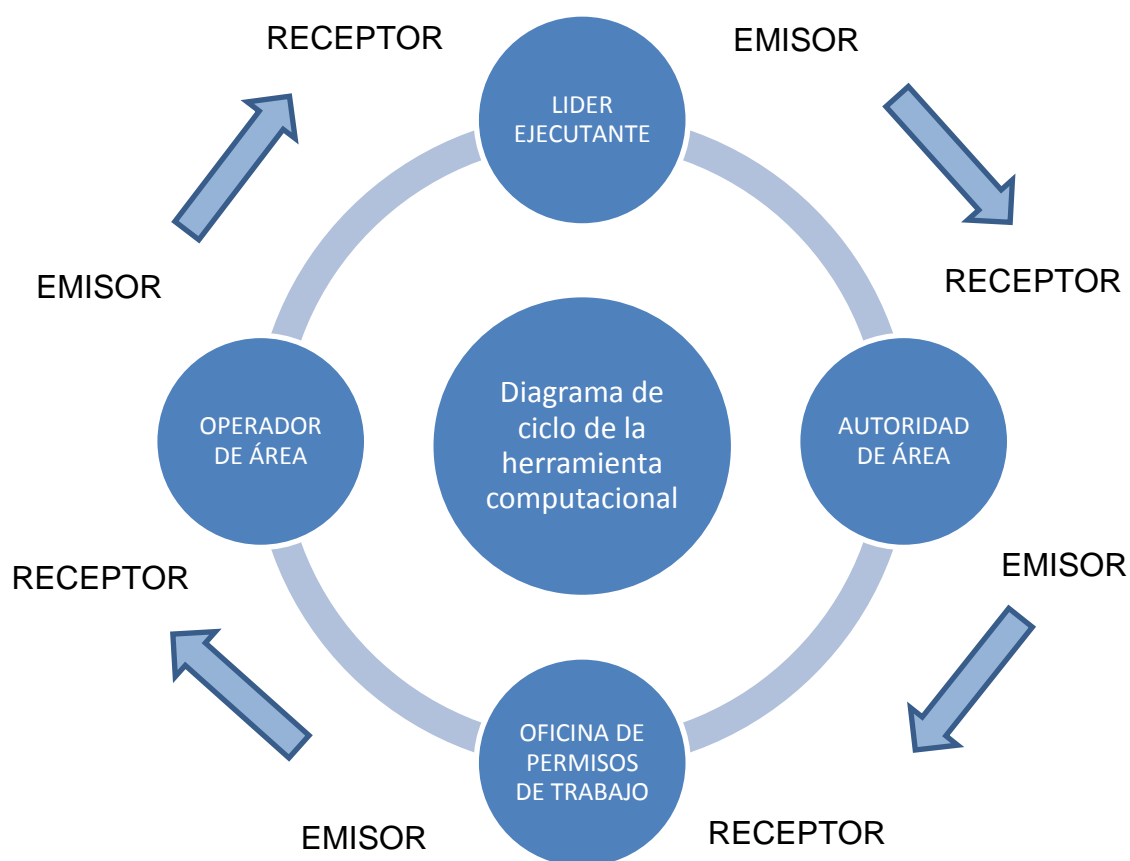 RECEPTOR
EMISOR
LIDER
EJECUTANTE
EMISOR
RECEPTOR
OPERADOR
DE ÁREA
Diagrama de
ciclo de la
herramienta
computacional
AUTORIDAD
DE ÁREA
RECEPTOR
EMISOR
OFICINA DE
PERMISOS
DE TRABAJO
EMISOR
RECEPTOR